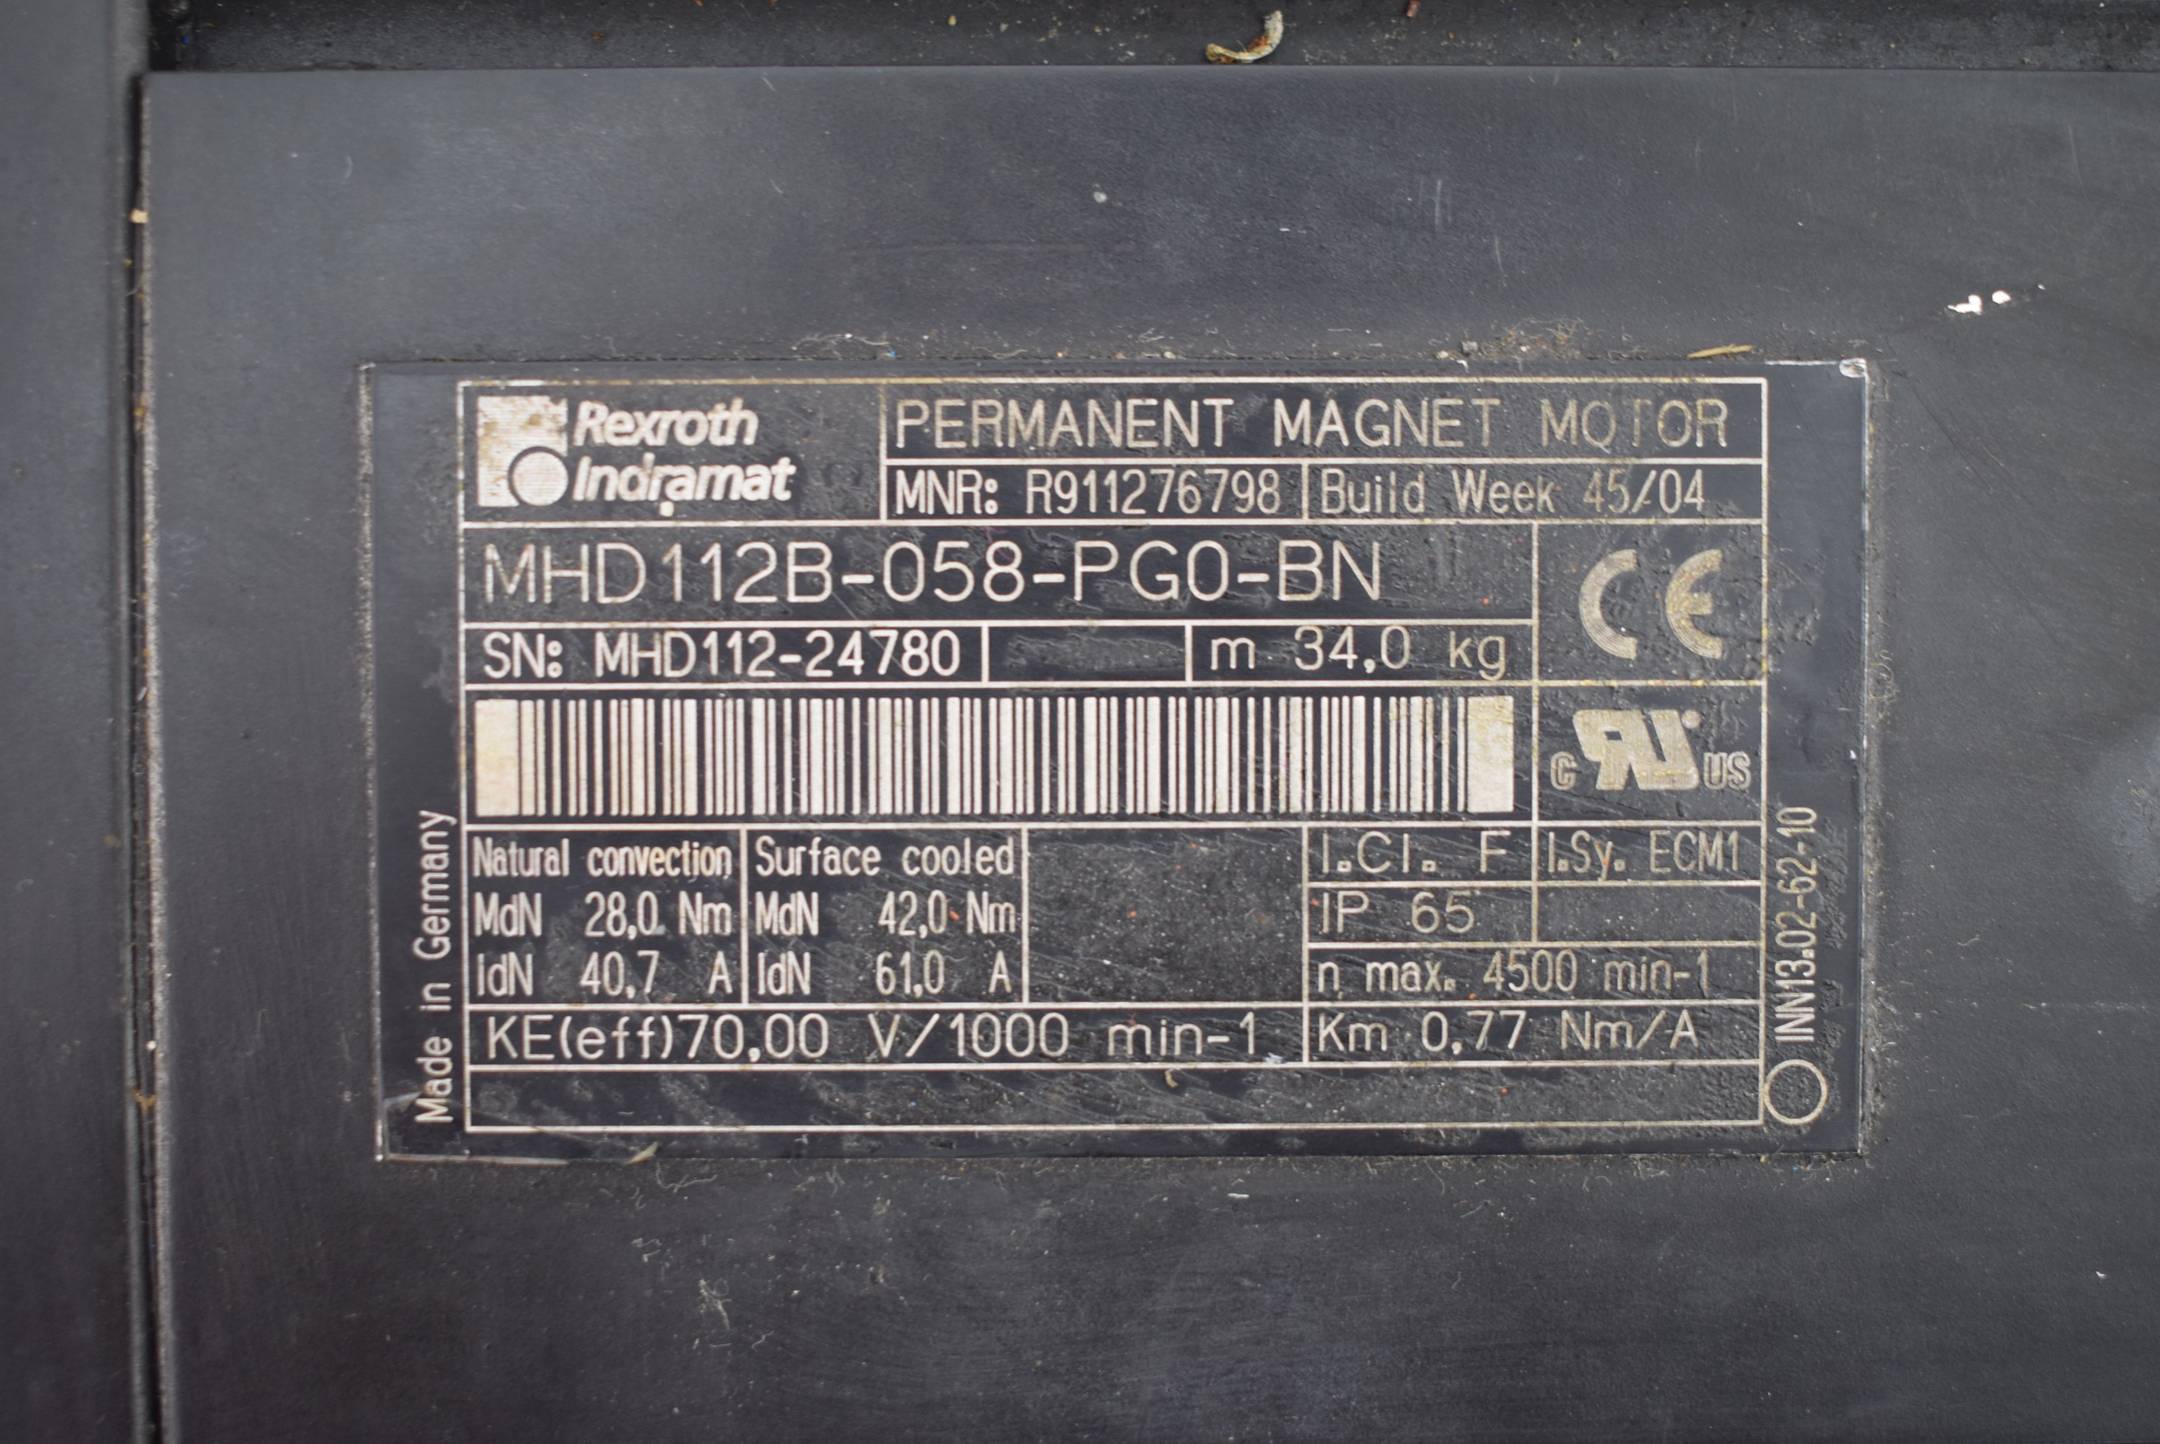 Rexroth
Indramat
PERMANENT MAGNET MOTOR
MNR: R911276798 Build Week 45/04
MHD112B-058-PG0-BN
CE
SN: MHD112-24780 m 34,0 kg
c RU US
Natural convection Surface cooled I.Cl. F I.Sy. ECM1
MdN 28,0 Nm MdN 42,0 Nm IP 65
IdN 40,7 A IdN 61,0 A n max. 4500 min-1
KE(eff)70,00 V/1000 min-1 Km 0,77 Nm/A
Made in Germany
INN13.02-62-10